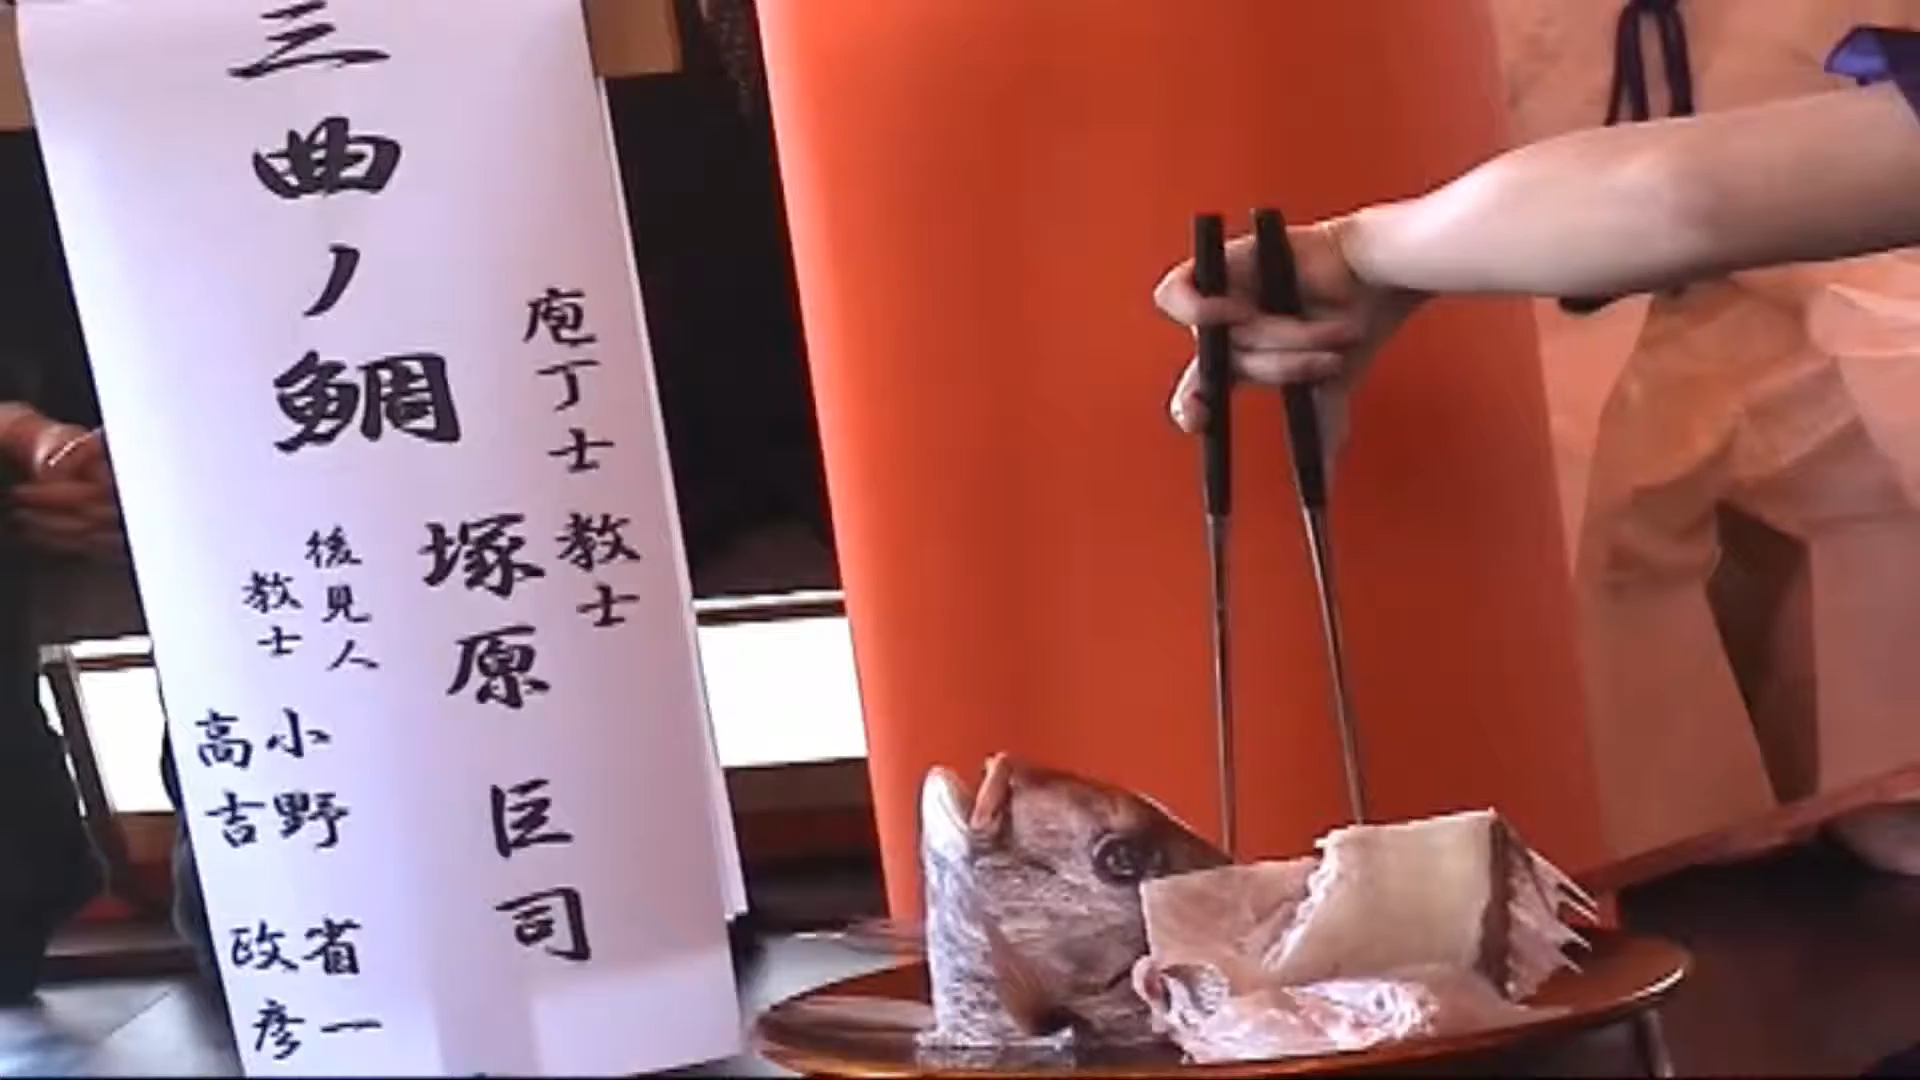 三曲ノ鯛
庖丁士 教士
塚原 巨司
後見人
教士
小野 省一
高吉 政彦